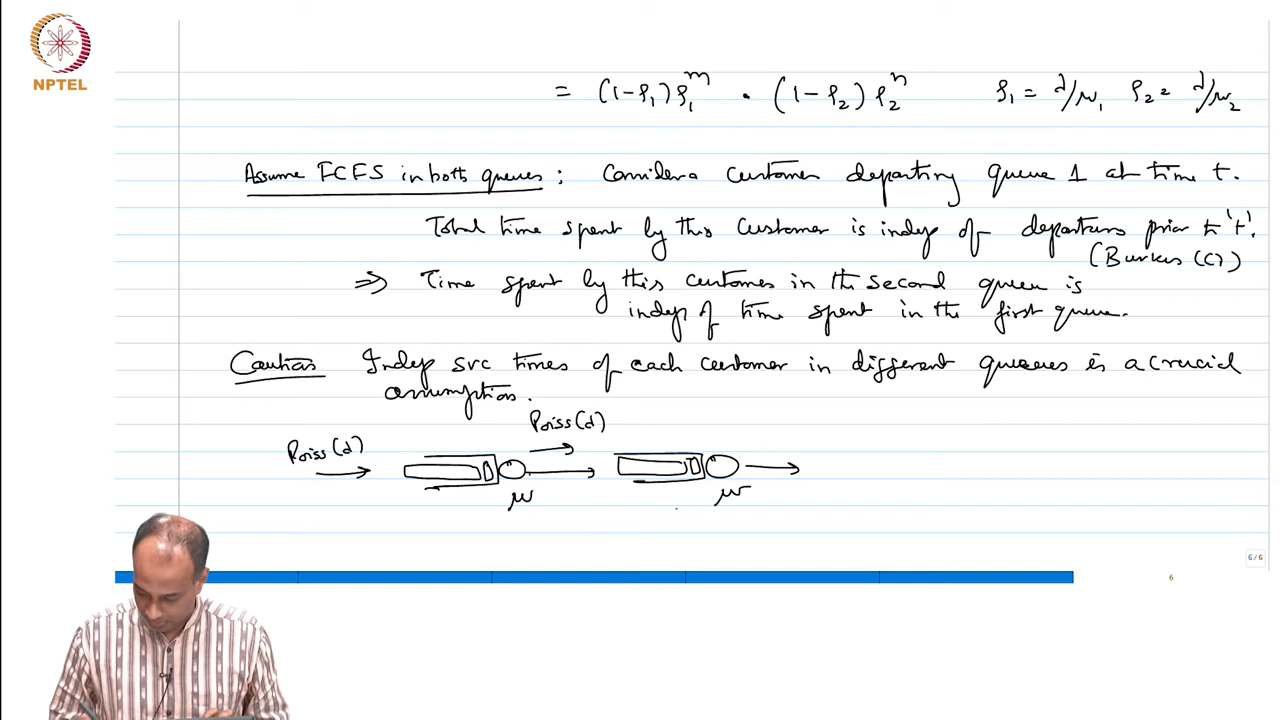 NPTEL
= (1-ρ₁)ρ₁ᵐ · (1-ρ₂)ρ₂ⁿ ρ₁ = λ/μ₁ ρ₂ = λ/μ₂
Assume FCFS in both queues: Consider a customer departing queue 1 at time t.
Total time spent by this customer is indep of departures prior to 't'.
(Burkes (c))
⇒ Time spent by this customer in the second queue is
indep of time spent in the first queue.
Caution Indep svc times of each customer in different queues is a crucial
assumption.
Poiss(λ) Poiss(λ)
μ μ
6/6
6